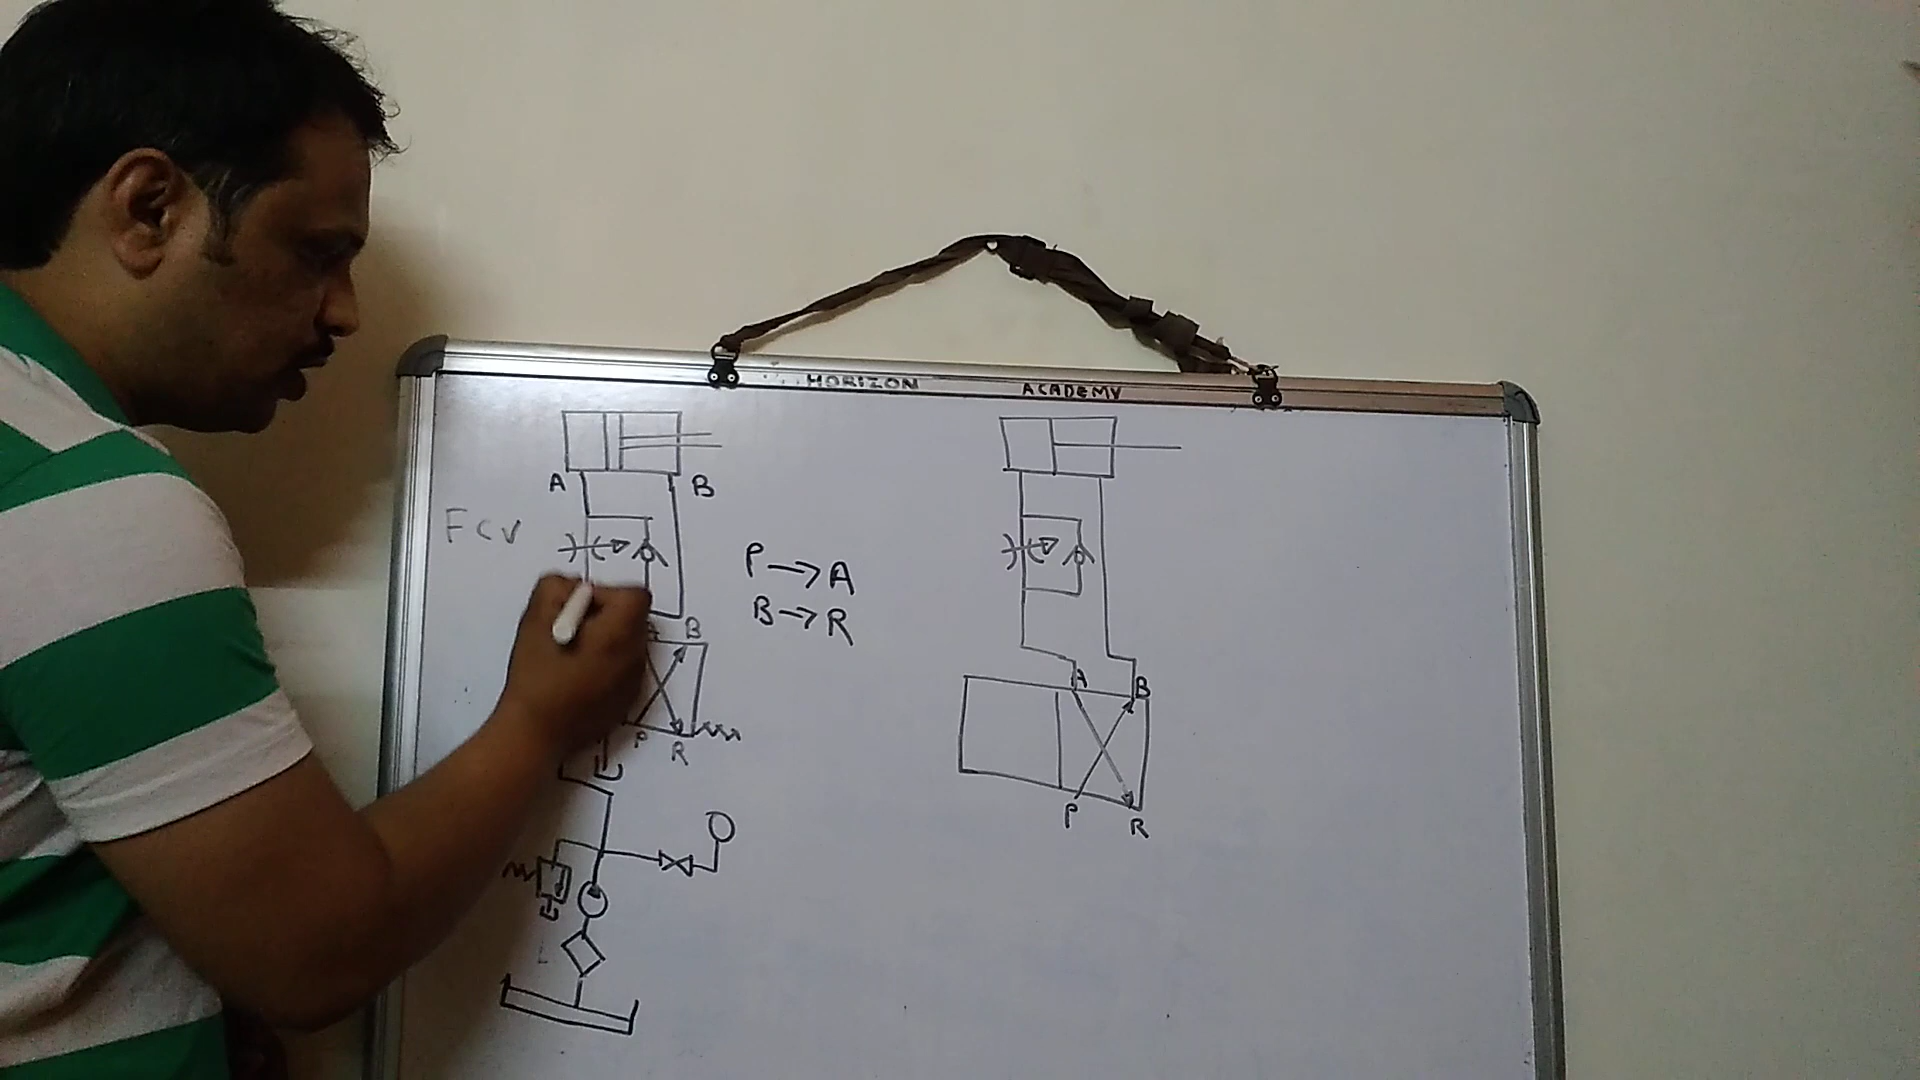 HORIZON ACADEMY
A B
FCV
P → A
B → R
A B
P R
A B
P R